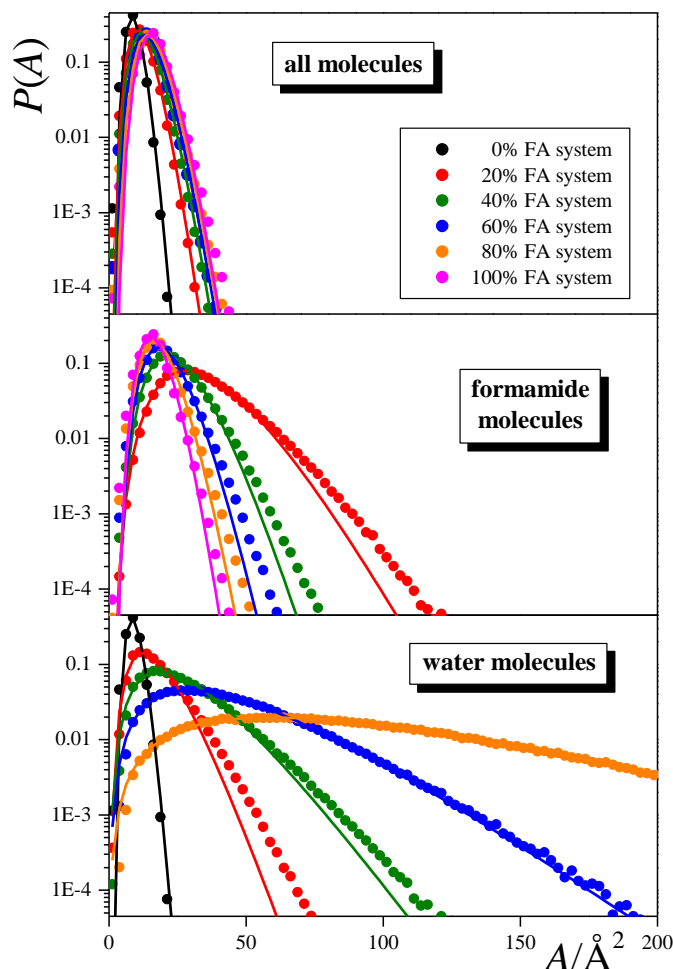 P(A)
0.1
0.01
1E-3
1E-4
all molecules
0% FA system
20% FA system
40% FA system
60% FA system
80% FA system
100% FA system
0.1
0.01
1E-3
1E-4
formamide
molecules
0.1
0.01
1E-3
1E-4
water molecules
0 50 100 150 200
A/Å2